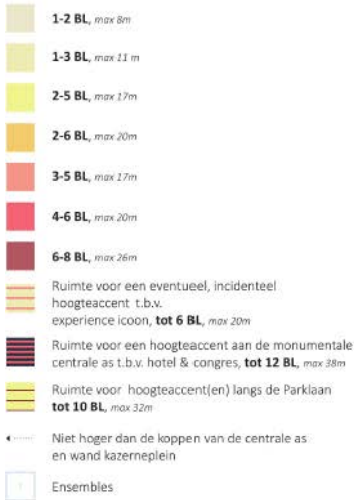 1-2 BL, max 8m
1-3 BL, max 11 m
2-5 BL, max 17m
2-6 BL, max 20m
3-5 BL, max 17m
4-6 BL, max 20m
6-8 BL, max 26m
Ruimte voor een eventueel, incidenteel
hoogteaccent t.b.v.
experience icoon, tot 6 BL, max 20m
Ruimte voor een hoogteaccent aan de monumentale
centrale as t.b.v. hotel & congres, tot 12 BL, max 38m
Ruimte voor hoogteaccent(en) langs de Parklaan
tot 10 BL, max 32m
Niet hoger dan de koppen van de centrale as
en wand kazerneplein
Ensembles